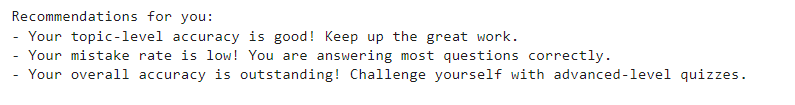 Recommendations for you:
- Your topic-level accuracy is good! Keep up the great work.
- Your mistake rate is low! You are answering most questions correctly.
- Your overall accuracy is outstanding! Challenge yourself with advanced-level quizzes.